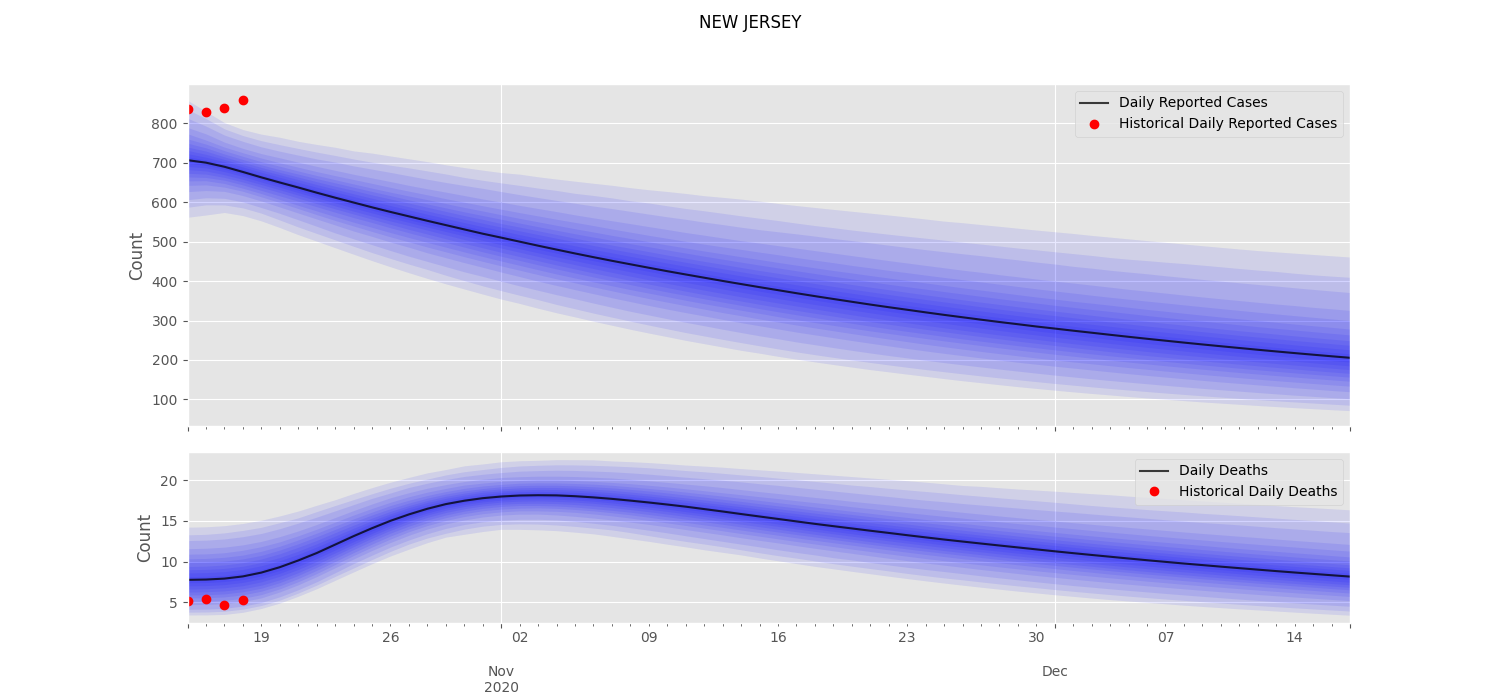 NEW JERSEY
Daily Reported Cases
Historical Daily Reported Cases
Count
800
700
600
500
400
300
200
100
Daily Deaths
Historical Daily Deaths
Count
20
15
10
5
19 26 02 09 16 23 30 07 14
Nov Dec
2020